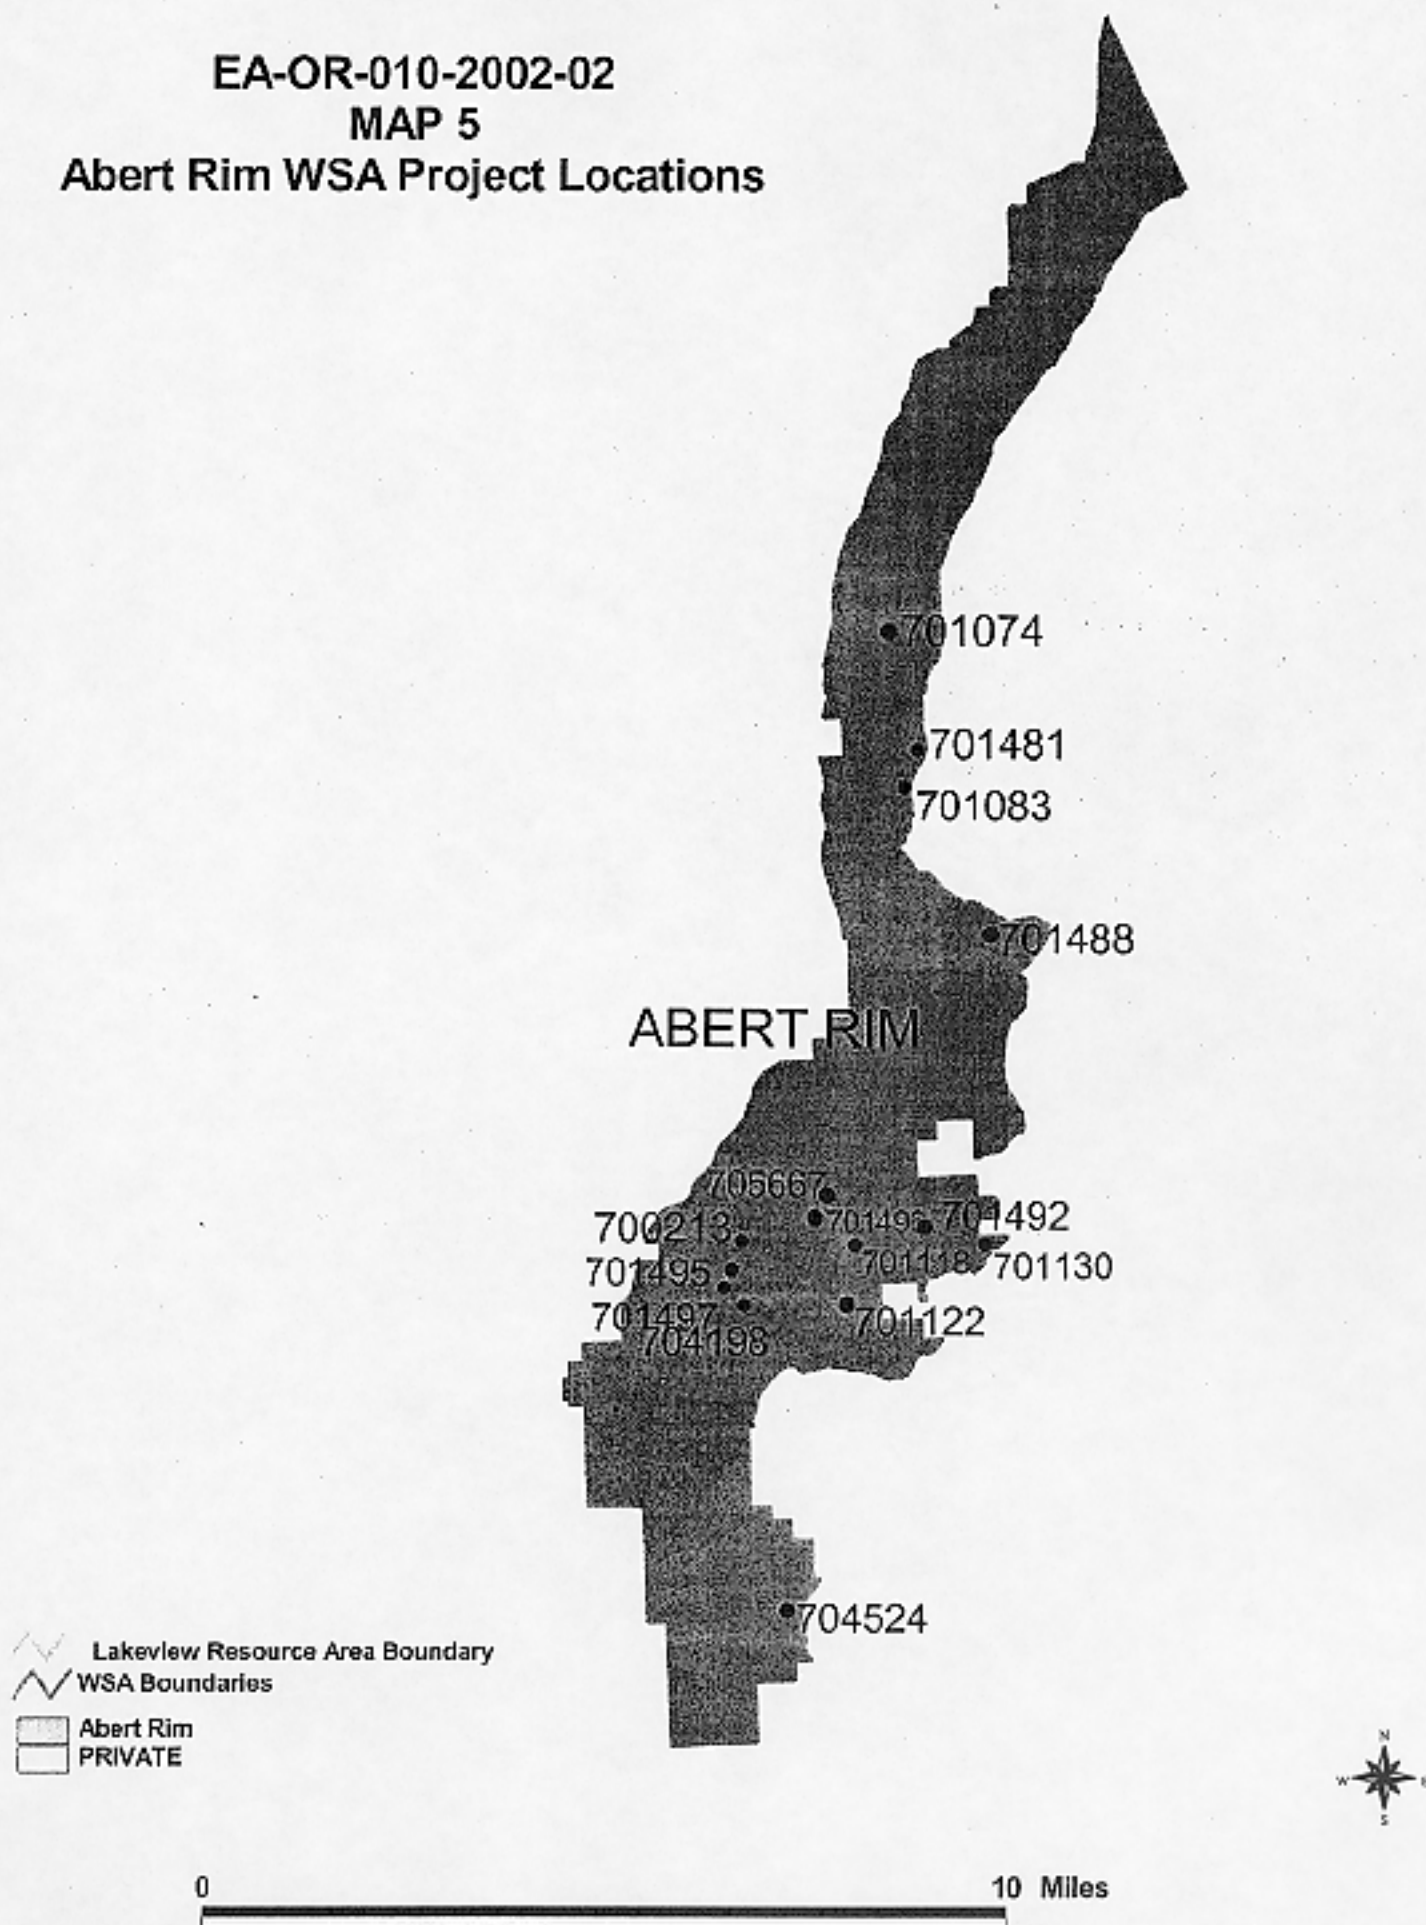 EA-OR-010-2002-02
MAP 5
Abert Rim WSA Project Locations
701074
701481
701083
701488
ABERT RIM
705667
700213
701492
701118
701130
701495
701497
701122
704198
704524
Lakeview Resource Area Boundary
WSA Boundaries
Abert Rim
PRIVATE
N
W
S
0
10 Miles